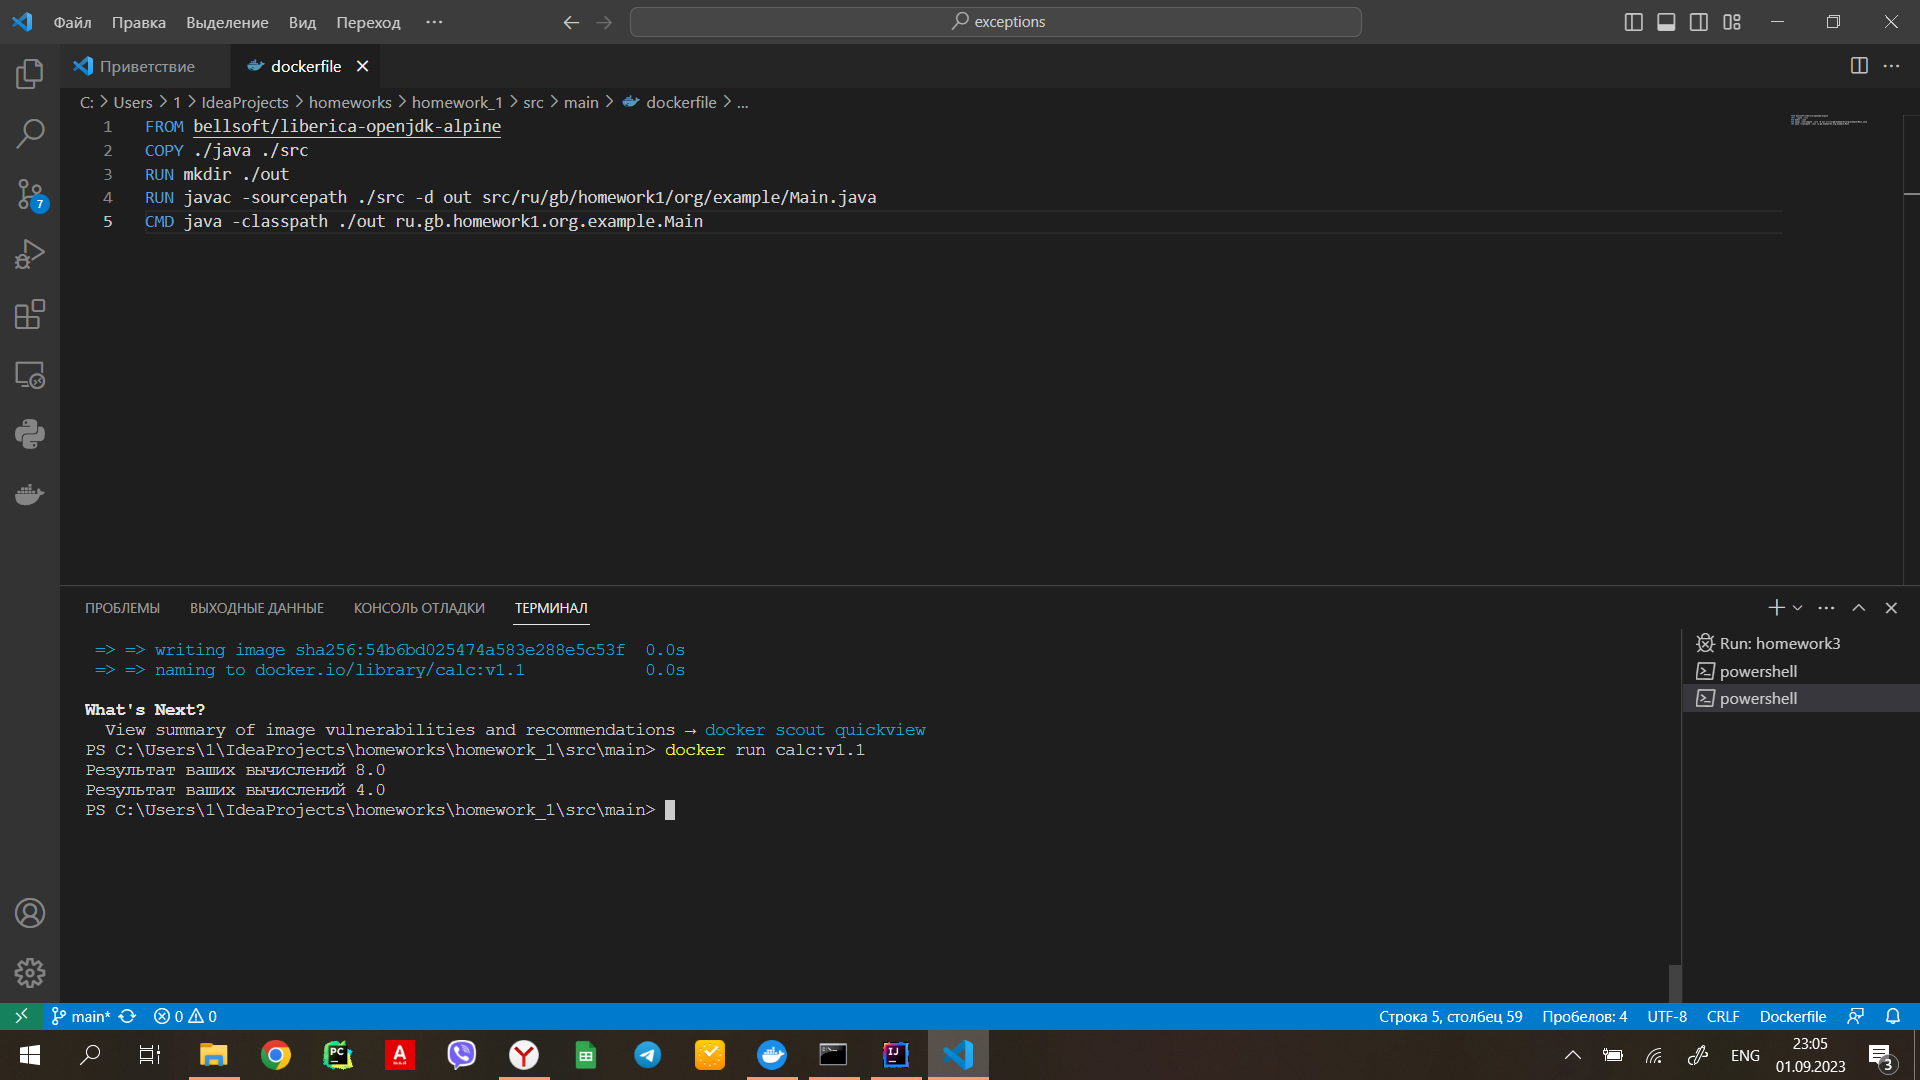 Файл Правка Выделение Вид Переход ··· exceptions
Приветствие dockerfile
C: > Users > 1 > IdeaProjects > homeworks > homework_1 > src > main > dockerfile > ...
1 FROM bellsoft/liberica-openjdk-alpine
2 COPY ./java ./src
3 RUN mkdir ./out
4 RUN javac -sourcepath ./src -d out src/ru/gb/homework1/org/example/Main.java
5 CMD java -classpath ./out ru.gb.homework1.org.example.Main
7
ПРОБЛЕМЫ ВЫХОДНЫЕ ДАННЫЕ КОНСОЛЬ ОТЛАДКИ ТЕРМИНАЛ
=> => writing image sha256:54b6bd025474a583e288e5c53f 0.0s
=> => naming to docker.io/library/calc:v1.1 0.0s
What's Next?
View summary of image vulnerabilities and recommendations → docker scout quickview
PS C:\Users\1\IdeaProjects\homeworks\homework_1\src\main> docker run calc:v1.1
Результат ваших вычислений 8.0
Результат ваших вычислений 4.0
PS C:\Users\1\IdeaProjects\homeworks\homework_1\src\main>
Run: homework3
powershell
powershell
main* 0 0 Строка 5, столбец 59 Пробелов: 4 UTF-8 CRLF Dockerfile
PC A Y IJ ENG 23:05
01.09.2023 3